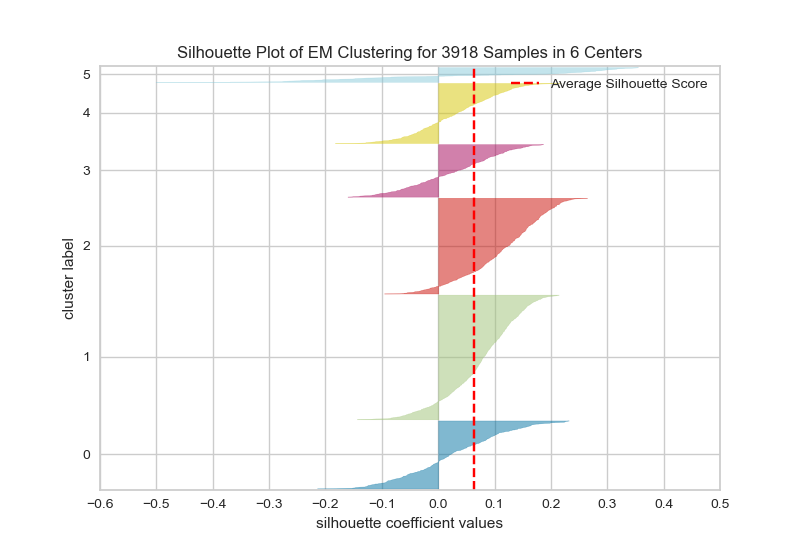 Silhouette Plot of EM Clustering for 3918 Samples in 6 Centers
5
Average Silhouette Score
4
3
2
1
0
cluster label
−0.6 −0.5 −0.4 −0.3 −0.2 −0.1 0.0 0.1 0.2 0.3 0.4 0.5
silhouette coefficient values